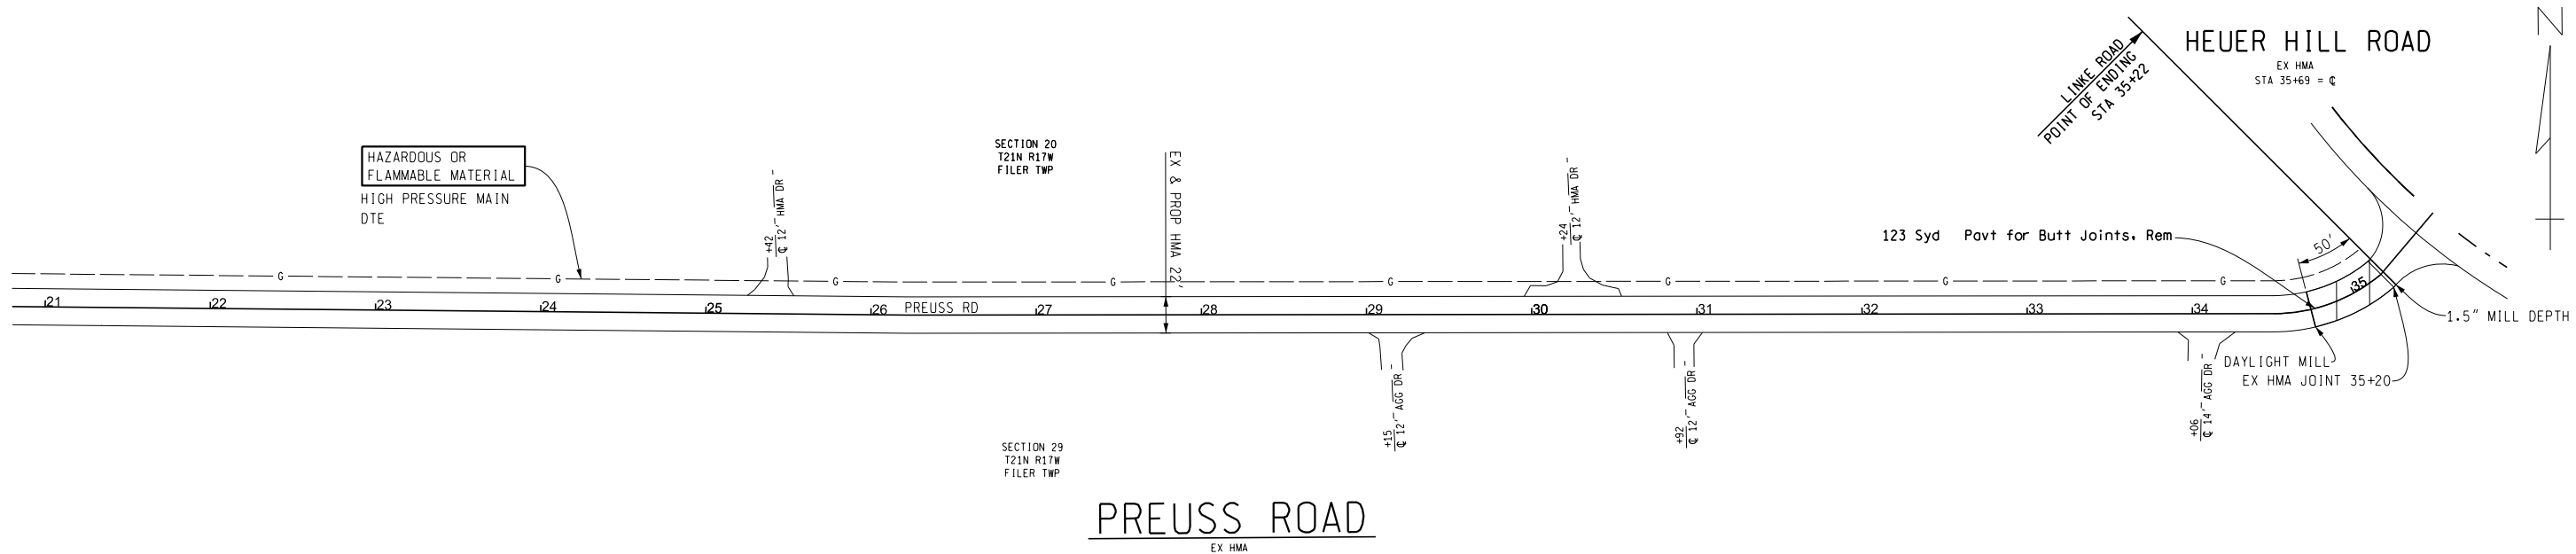 N
HEUER HILL ROAD
EX HMA
STA 35+69 = ℄
LINKE ROAD
POINT OF ENDING
STA 35+22
HAZARDOUS OR
FLAMMABLE MATERIAL
HIGH PRESSURE MAIN
DTE
SECTION 20
T21N R17W
FILER TWP
EX & PROP HMA 22'
+42
℄ 12' HMA DR
+24
℄ 12' HMA DR
123 Syd Pavt for Butt Joints, Rem
50'
G G G G G G G G
21 22 23 24 25 26 PREUSS RD 27 28 29 30 31 32 33 34 35
1.5" MILL DEPTH
DAYLIGHT MILL
EX HMA JOINT 35+20
+15
℄ 12' AGG DR
+92
℄ 12' AGG DR
+06
℄ 14' AGG DR
SECTION 29
T21N R17W
FILER TWP
PREUSS ROAD
EX HMA